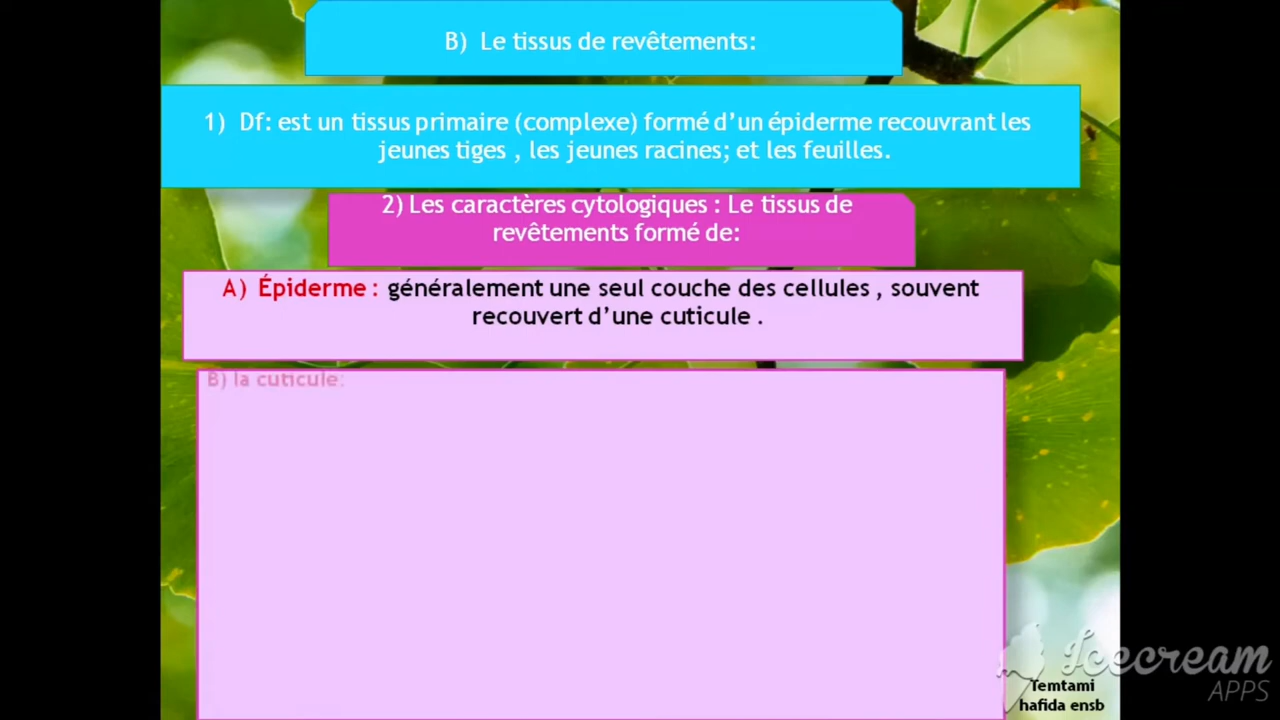 B) Le tissus de revêtements:
1) Df: est un tissus primaire (complexe) formé d’un épiderme recouvrant les
jeunes tiges , les jeunes racines; et les feuilles.
2) Les caractères cytologiques : Le tissus de
revêtements formé de:
A) Épiderme : généralement une seul couche des cellules , souvent
recouvert d’une cuticule .
B) la cuticule:
Icecream
APPS
Temtami
hafida ensb